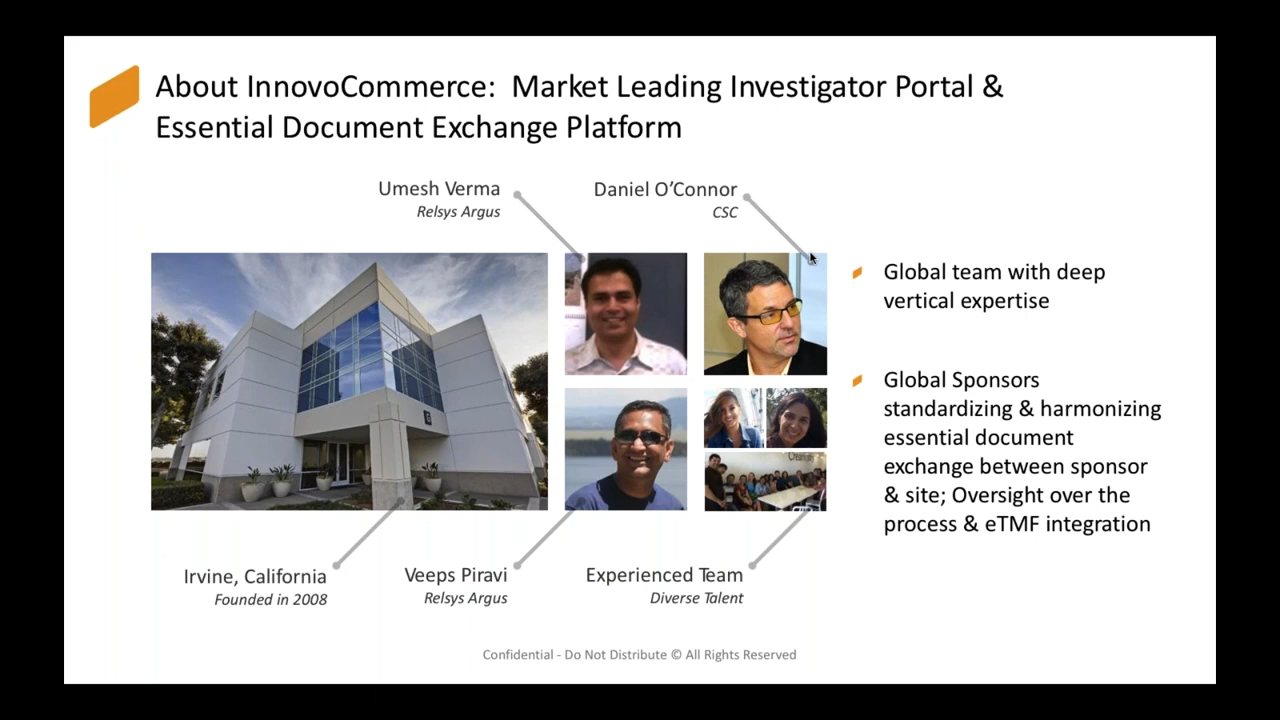 About InnovoCommerce:  Market Leading Investigator Portal &
Essential Document Exchange Platform
Umesh Verma
Relsys Argus
Daniel O’Connor
CSC
Global team with deep
vertical expertise
Global Sponsors
standardizing & harmonizing
essential document
exchange between sponsor
& site; Oversight over the
process & eTMF integration
Irvine, California
Founded in 2008
Veeps Piravi
Relsys Argus
Experienced Team
Diverse Talent
Confidential - Do Not Distribute © All Rights Reserved